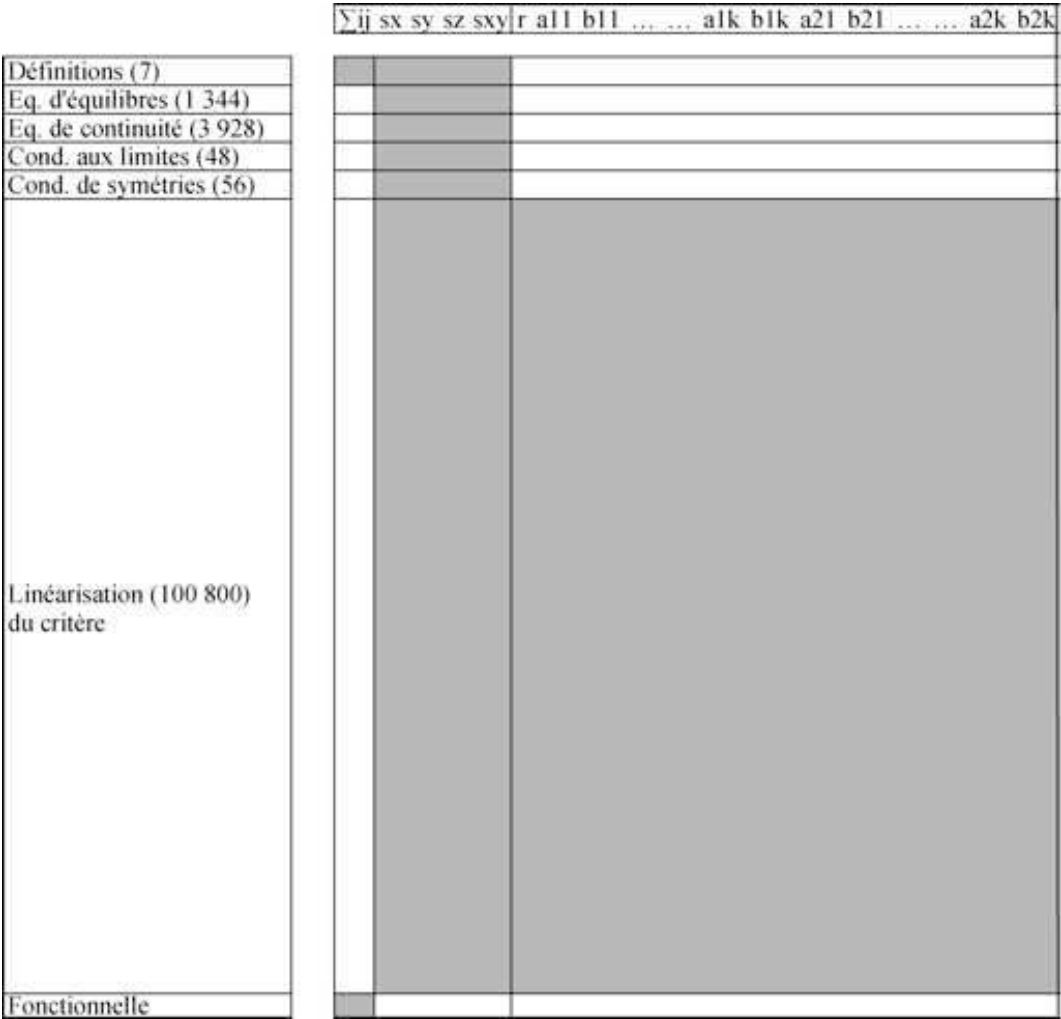 ∑ij sx sy sz sxy r a11 b11 ... ... a1k b1k a21 b21 ... ... a2k b2k
Définitions (7)
Eq. d'équilibres (1 344)
Eq. de continuité (3 928)
Cond. aux limites (48)
Cond. de symétries (56)
Linéarisation (100 800)
du critère
Fonctionnelle